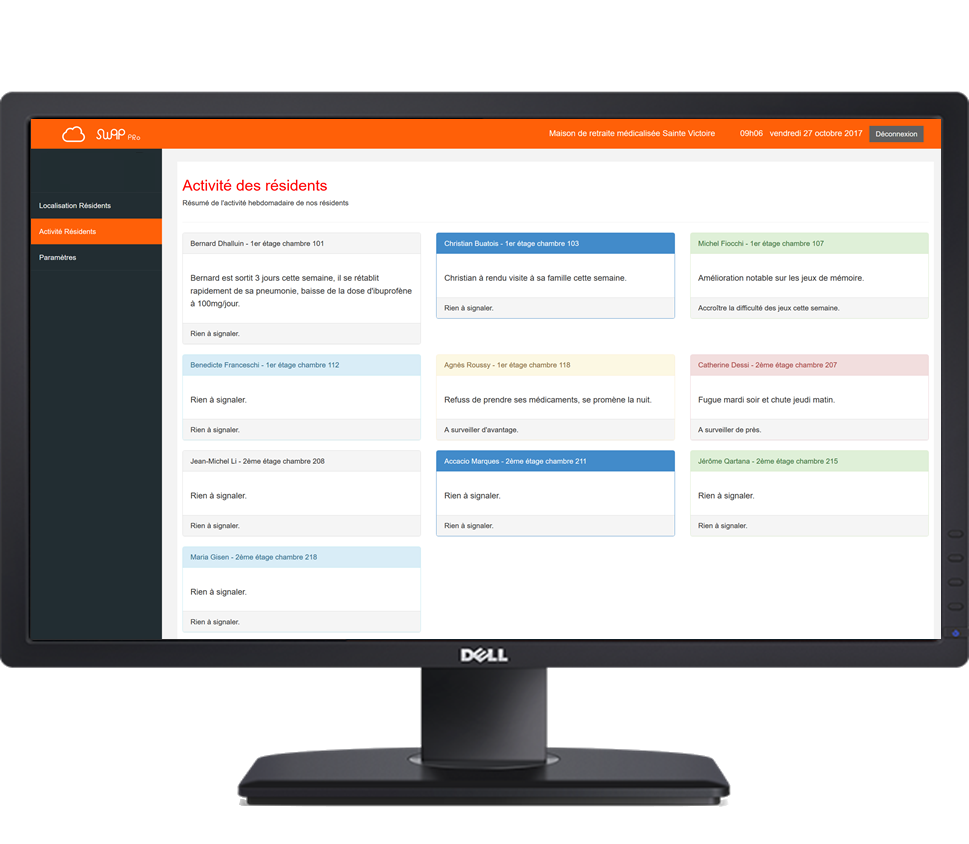 SWAP PRo
Maison de retraite médicalisée Sainte Victoire
09h06 vendredi 27 octobre 2017
Déconnexion
Localisation Résidents
Activité Résidents
Paramêtres
Activité des résidents
Résumé de l'activité hebdomadaire de nos résidents
Bernard Dhalluin - 1er étage chambre 101
Bernard est sortit 3 jours cette semaine, il se rétablit
rapidement de sa pneumonie, baisse de la dose d'ibuprofène
à 100mg/jour.
Rien à signaler.
Christian Buatois - 1er étage chambre 103
Christian à rendu visite à sa famille cette semaine.
Rien à signaler.
Michel Fiocchi - 1er étage chambre 107
Amélioration notable sur les jeux de mémoire.
Accroître la difficulté des jeux cette semaine.
Benedicte Franceschi - 1er étage chambre 112
Rien à signaler.
Rien à signaler.
Agnès Roussy - 1er étage chambre 118
Refuss de prendre ses médicaments, se promène la nuit.
A surveiller d'avantage.
Catherine Dessi - 2ème étage chambre 207
Fugue mardi soir et chute jeudi matin.
A surveiller de près.
Jean-Michel Li - 2ème étage chambre 208
Rien à signaler.
Rien à signaler.
Accacio Marques - 2ème étage chambre 211
Rien à signaler.
Rien à signaler.
Jérôme Qartana - 2ème étage chambre 215
Rien à signaler.
Rien à signaler.
Maria Gisen - 2ème étage chambre 218
Rien à signaler.
Rien à signaler.
DELL